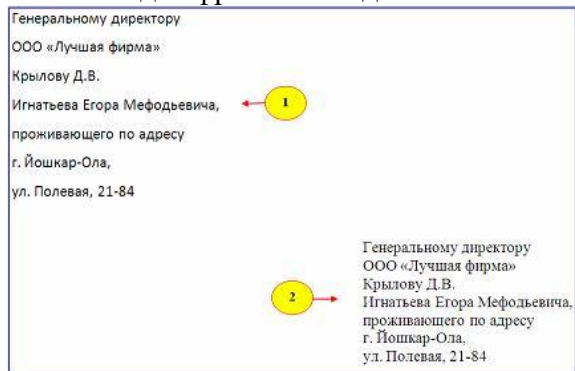 Генеральному директору
ООО «Лучшая фирма»
Крылову Д.В.
Игнатьева Егора Мефодьевича,
проживающего по адресу
г. Йошкар-Ола,
ул. Полевая, 21-84
1
2
Генеральному директору
ООО «Лучшая фирма»
Крылову Д.В.
Игнатьева Егора Мефодьевича,
проживающего по адресу
г. Йошкар-Ола,
ул. Полевая, 21-84